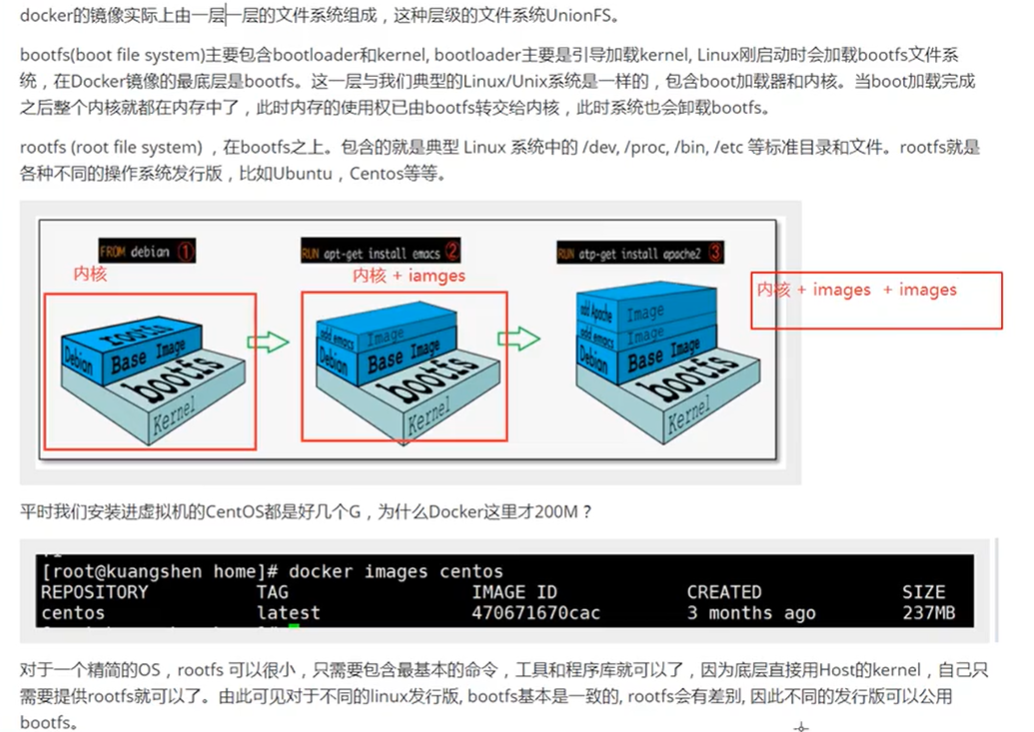 docker的镜像实际上由一层一层的文件系统组成，这种层级的文件系统UnionFS。
bootfs(boot file system)主要包含bootloader和kernel, bootloader主要是引导加载kernel, Linux刚启动时会加载bootfs文件系
统，在Docker镜像的最底层是bootfs。这一层与我们典型的Linux/Unix系统是一样的，包含boot加载器和内核。当boot加载完成
之后整个内核就都在内存中了，此时内存的使用权已由bootfs转交给内核，此时系统也会卸载bootfs。
rootfs (root file system) ，在bootfs之上。包含的就是典型 Linux 系统中的 /dev, /proc, /bin, /etc 等标准目录和文件。rootfs就是
各种不同的操作系统发行版，比如Ubuntu，Centos等等。
FROM debian ①
RUN apt-get install emacs ②
RUN atp-get install apache2 ③
内核
内核 + iamges
内核 + images + images
rootfs
Debian
Base Image
bootfs
Kernel
Image
add emacs
Debian
Base Image
bootfs
Kernel
add Apache
Image
add emacs
Image
Debian
Base Image
bootfs
Kernel
平时我们安装进虚拟机的CentOS都是好几个G，为什么Docker这里才200M？
[root@kuangshen home]# docker images centos
REPOSITORY TAG IMAGE ID CREATED SIZE
centos latest 470671670cac 3 months ago 237MB
对于一个精简的OS，rootfs 可以很小，只需要包含最基本的命令，工具和程序库就可以了，因为底层直接用Host的kernel，自己只
需要提供rootfs就可以了。由此可见对于不同的linux发行版, bootfs基本是一致的, rootfs会有差别, 因此不同的发行版可以公用
bootfs。